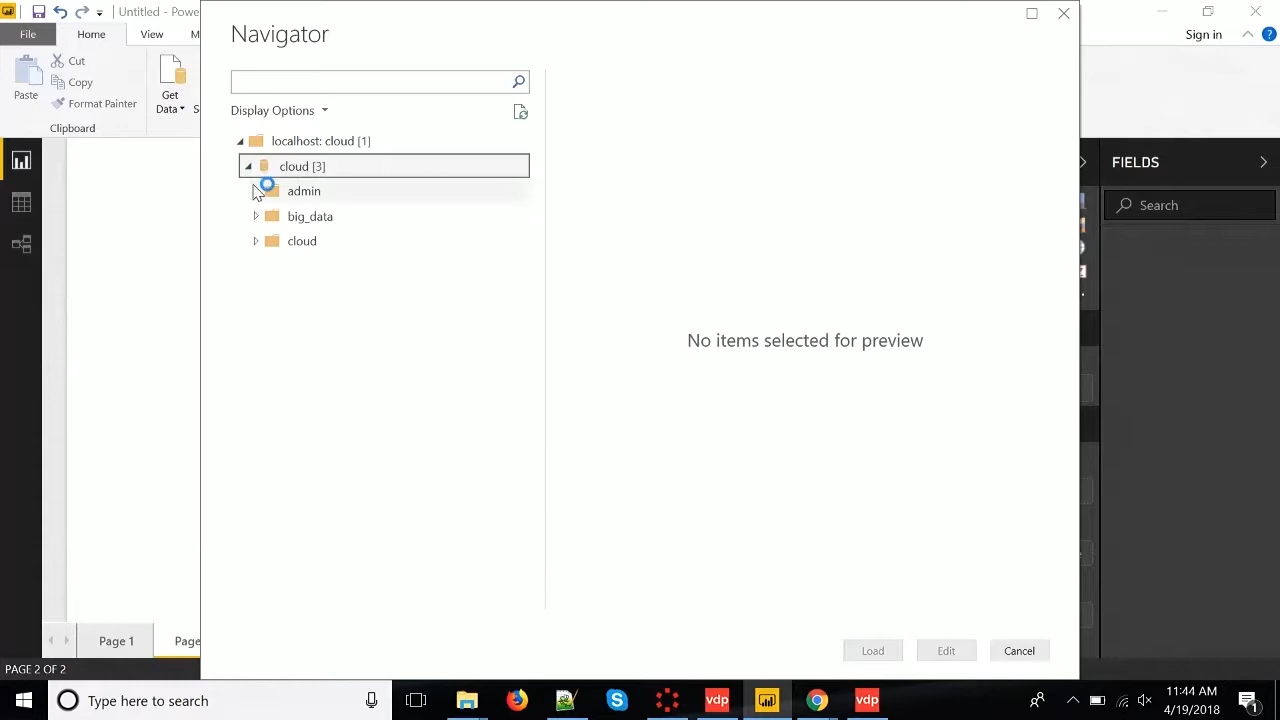 Untitled - Powe
File
Home
View
M
Sign in
?
Paste
Cut
Copy
Format Painter
Clipboard
Get
Data
S
Navigator
Display Options
localhost: cloud [1]
cloud [3]
admin
big_data
cloud
No items selected for preview
Load
Edit
Cancel
FIELDS
Search
Page 1
Page
PAGE 2 OF 2
Type here to search
vdp
vdp
11:44 AM
4/19/2018
1